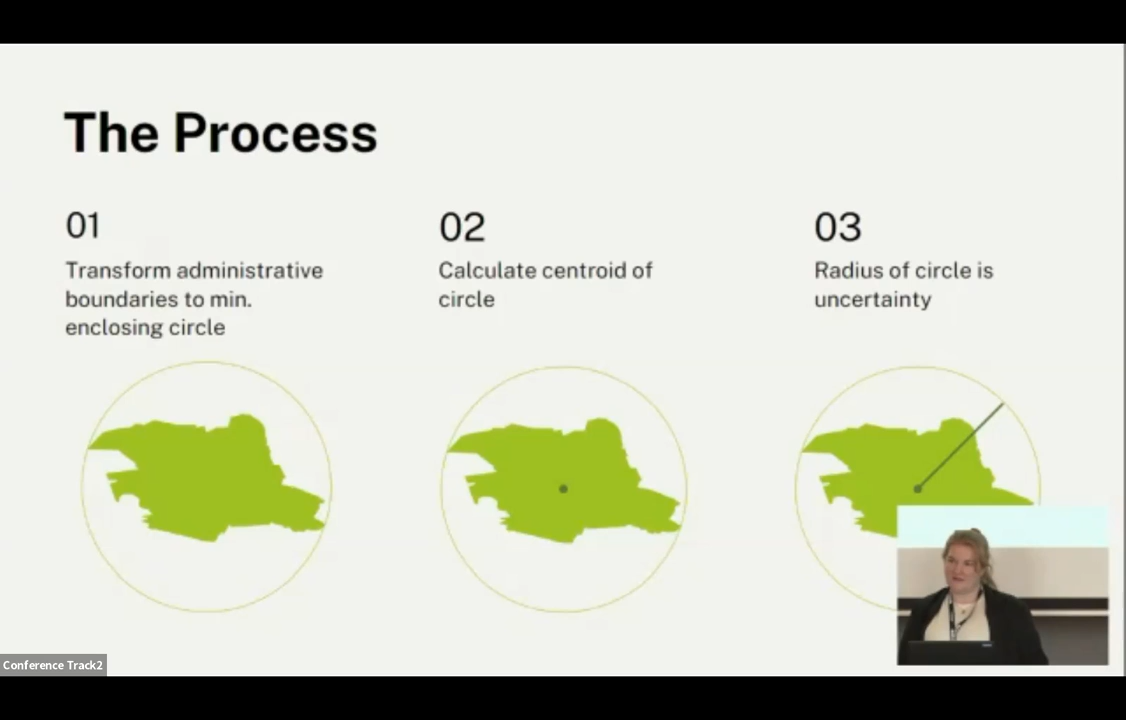 The Process
01
Transform administrative
boundaries to min.
enclosing circle
02
Calculate centroid of
circle
03
Radius of circle is
uncertainty
Conference Track2